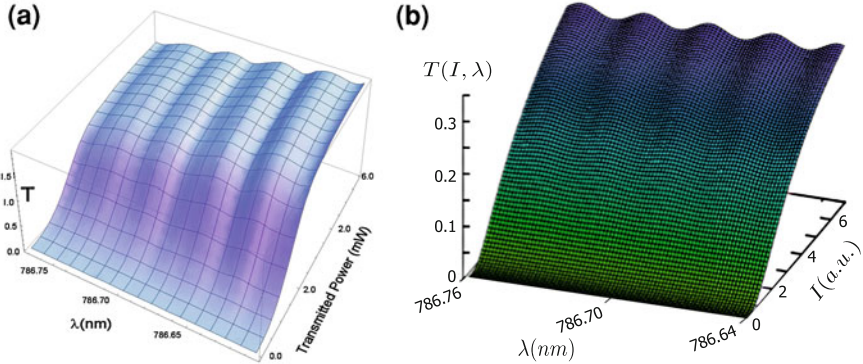 (a)
1.5
T
1.0
0.5
0.0
786.75
786.70
786.65
λ(nm)
0.0
2.0
2.0
6.0
Transmitted Power (mW)
(b)
T(I, λ)
0.3
0.2
0.1
0
786.76
786.70
786.64
λ(nm)
0
2
4
6
I(a.u.)